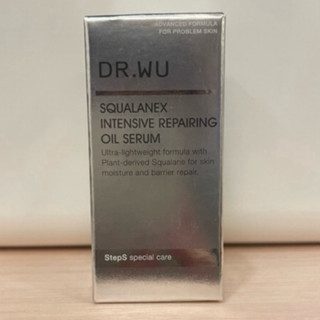 ADVANCED FORMULA
FOR PROBLEM SKIN
DR.WU
SQUALANEX
INTENSIVE REPAIRING
OIL SERUM
Ultra-lightweight formula with
Plant-derived Squalane for skin
moisture and barrier repair.
StepS special care